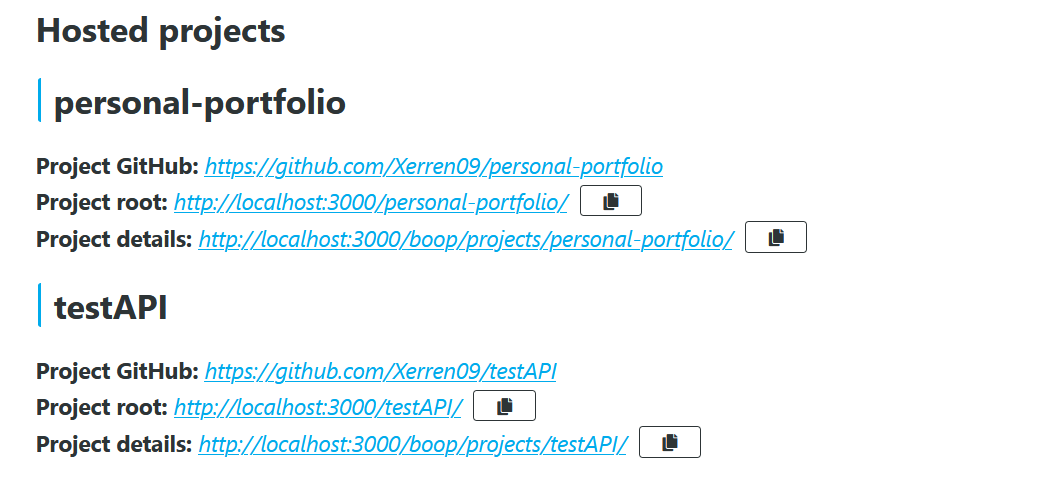 Hosted projects
personal-portfolio
Project GitHub: https://github.com/Xerren09/personal-portfolio
Project root: http://localhost:3000/personal-portfolio/
Project details: http://localhost:3000/boop/projects/personal-portfolio/
testAPI
Project GitHub: https://github.com/Xerren09/testAPI
Project root: http://localhost:3000/testAPI/
Project details: http://localhost:3000/boop/projects/testAPI/